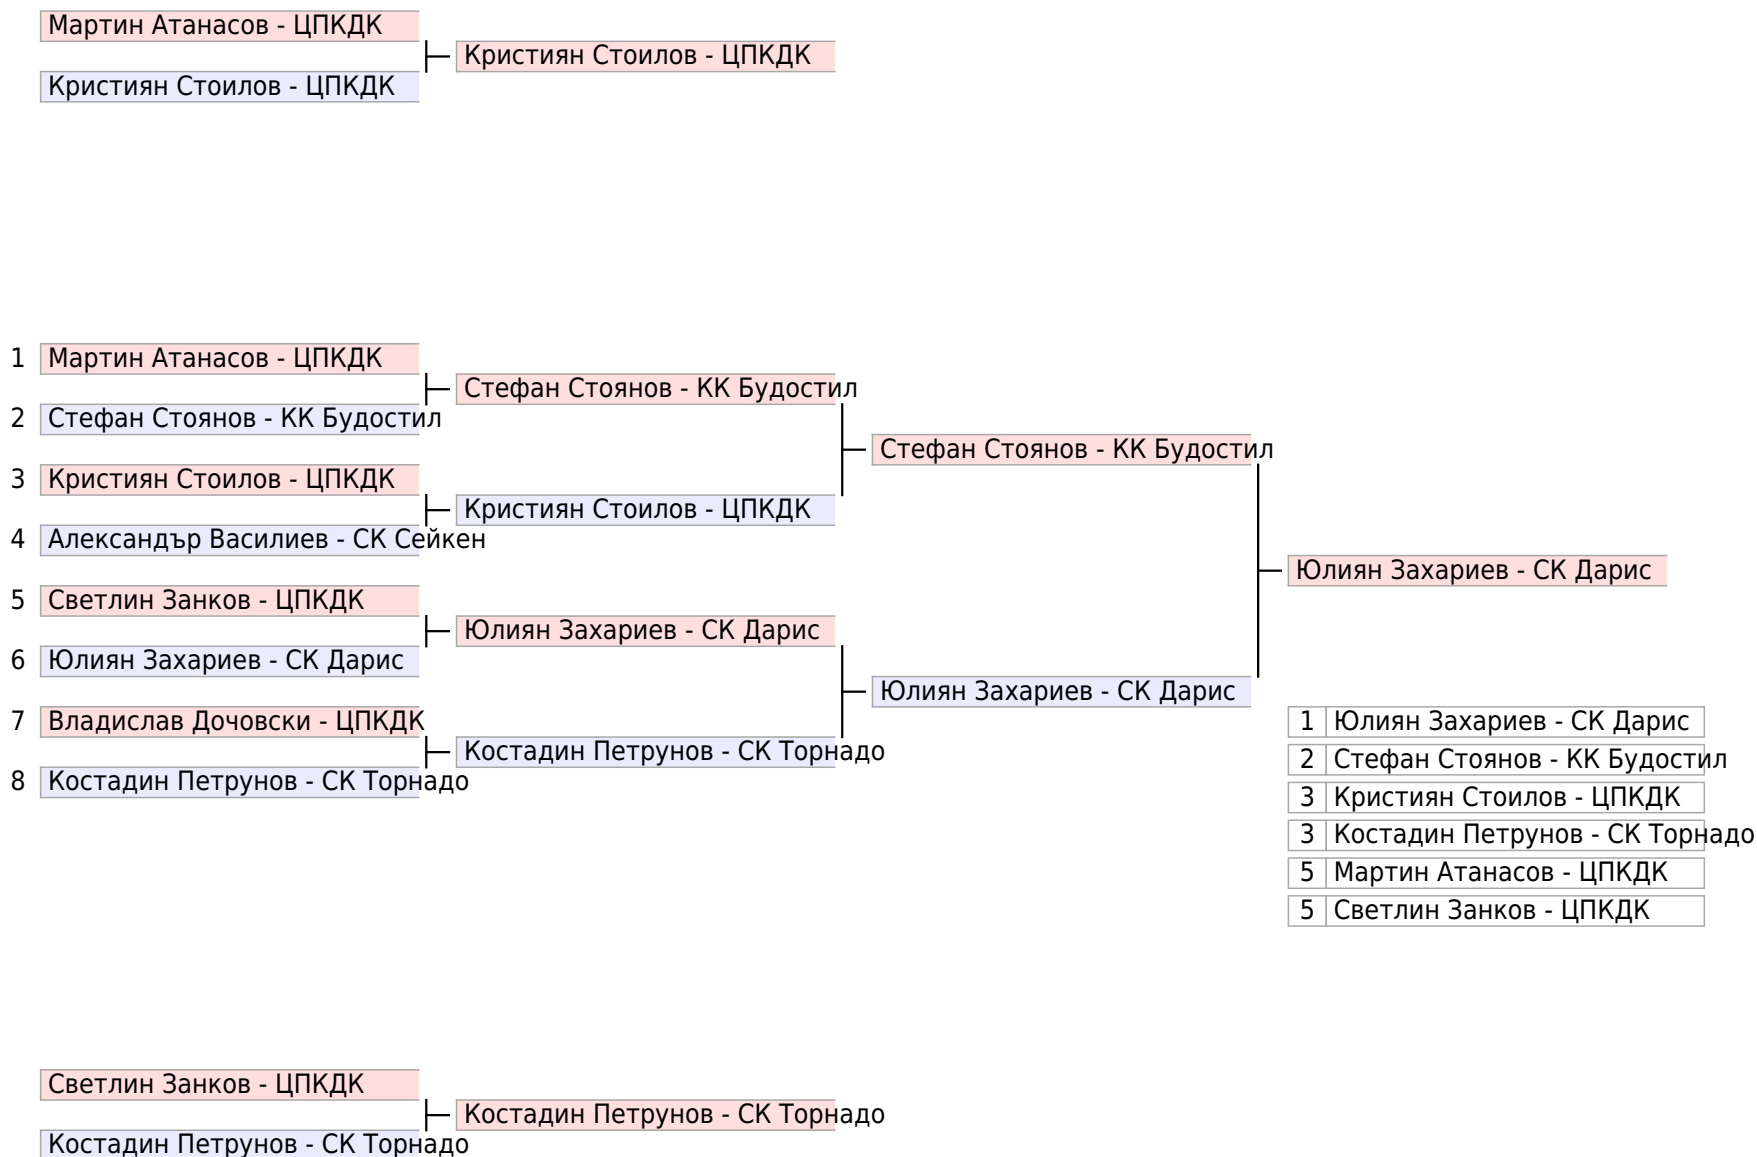 Мартин Атанасов - ЦПКДК
Кристиян Стоилов - ЦПКДК
Кристиян Стоилов - ЦПКДК
1 Мартин Атанасов - ЦПКДК
Стефан Стоянов - КК Будостил
2 Стефан Стоянов - КК Будостил
Стефан Стоянов - КК Будостил
3 Кристиян Стоилов - ЦПКДК
Кристиян Стоилов - ЦПКДК
4 Александър Василиев - СК Сейкен
Юлиян Захариев - СК Дарис
5 Светлин Занков - ЦПКДК
Юлиян Захариев - СК Дарис
6 Юлиян Захариев - СК Дарис
Юлиян Захариев - СК Дарис
7 Владислав Дочовски - ЦПКДК
Костадин Петрунов - СК Торнадо
8 Костадин Петрунов - СК Торнадо
1 Юлиян Захариев - СК Дарис
2 Стефан Стоянов - КК Будостил
3 Кристиян Стоилов - ЦПКДК
3 Костадин Петрунов - СК Торнадо
5 Мартин Атанасов - ЦПКДК
5 Светлин Занков - ЦПКДК
Светлин Занков - ЦПКДК
Костадин Петрунов - СК Торнадо
Костадин Петрунов - СК Торнадо